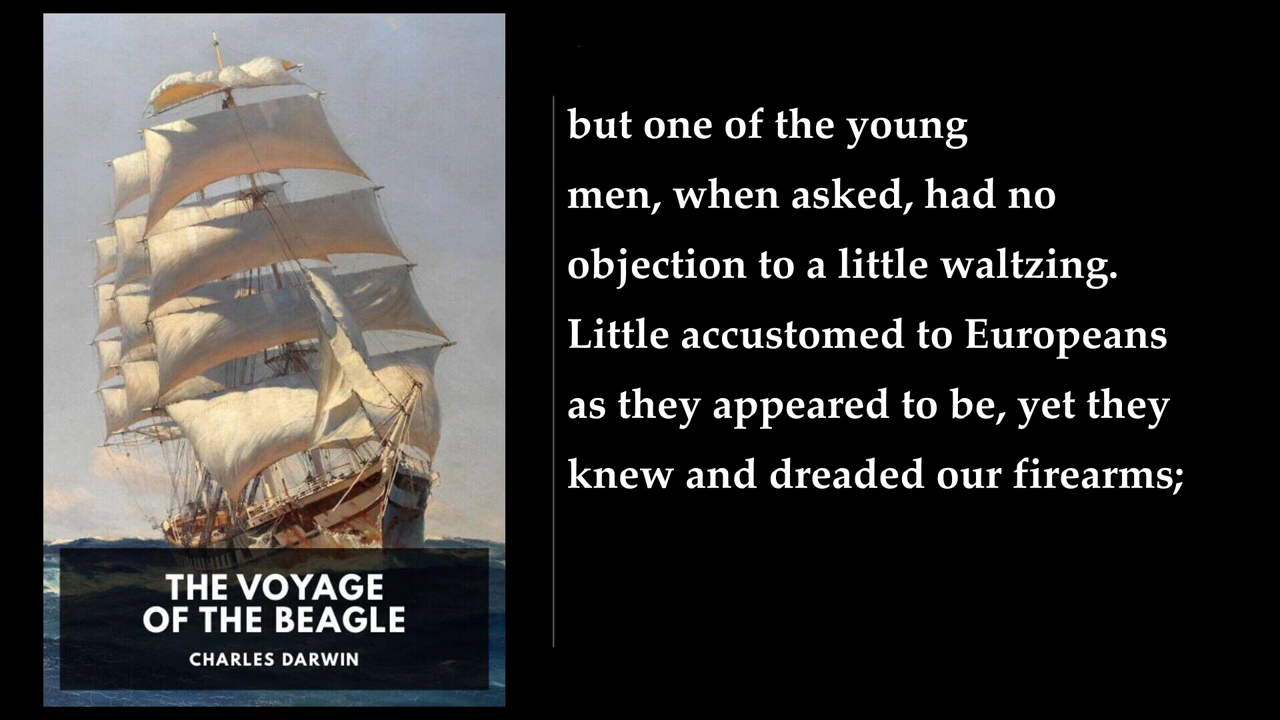 THE VOYAGE
OF THE BEAGLE
CHARLES DARWIN
but one of the young
men, when asked, had no
objection to a little waltzing.
Little accustomed to Europeans
as they appeared to be, yet they
knew and dreaded our firearms;